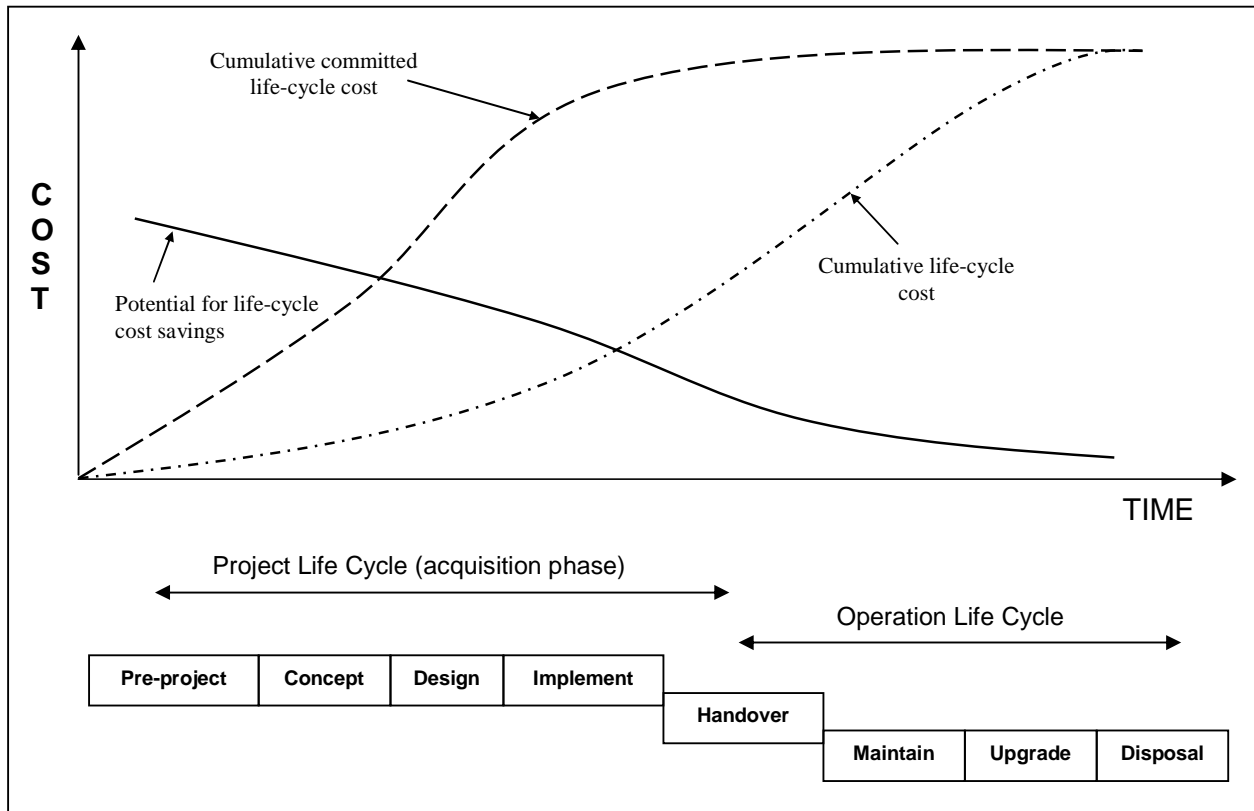 Cumulative committed
life-cycle cost
C
O
S
T
Cumulative life-cycle
cost
Potential for life-cycle
cost savings
TIME
Project Life Cycle (acquisition phase)
Operation Life Cycle
Pre-project
Concept
Design
Implement
Handover
Maintain
Upgrade
Disposal